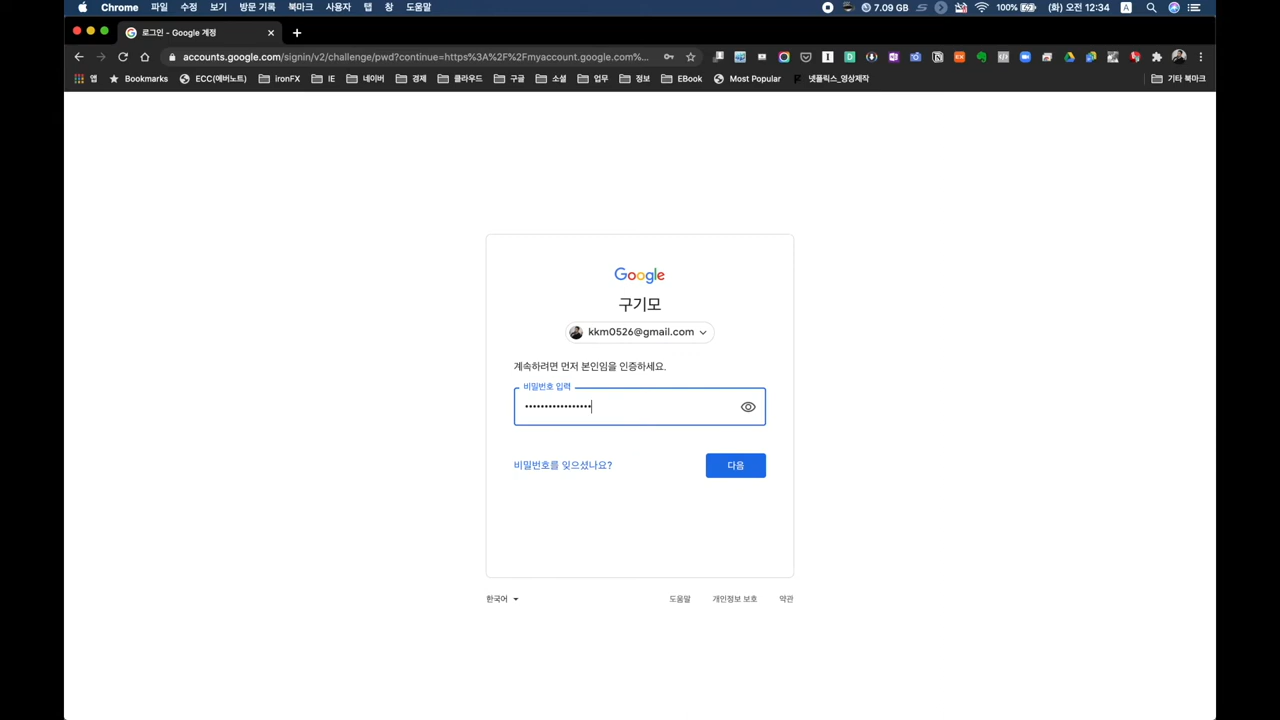 Chrome 파일 수정 보기 방문 기록 북마크 사용자 탭 창 도움말 7.09 GB 100% (화) 오전 12:34 A
로그인 - Google 계정
accounts.google.com/signin/v2/challenge/pwd?continue=https%3A%2F%2Fmyaccount.google.com%...
앱 Bookmarks ECC(에버노트) ironFX IE 네이버 경제 클라우드 구글 소셜 업무 정보 EBook Most Popular 넷플릭스_영상제작 기타 북마크
Google
구기모
kkm0526@gmail.com
계속하려면 먼저 본인임을 인증하세요.
비밀번호 입력
•••••••••••••••••
비밀번호를 잊으셨나요? 다음
한국어 도움말 개인정보 보호 약관